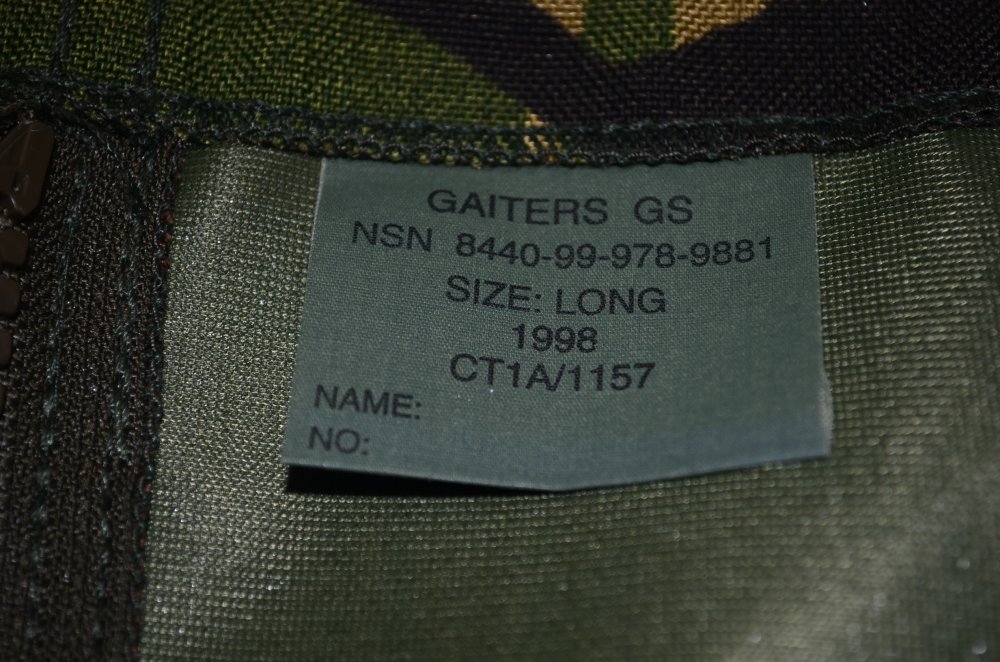 GAITERS GS
NSN 8440-99-978-9881
SIZE: LONG
1998
CT1A/1157
NAME:
NO: